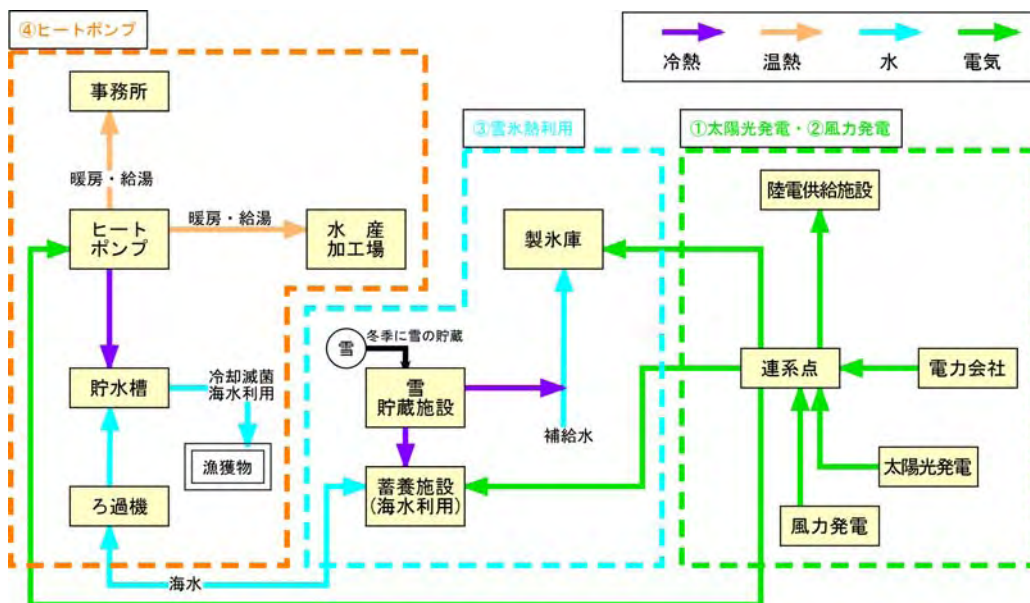 ④ヒートポンプ
冷熱
温熱
水
電気
事務所
③雪氷熱利用
①太陽光発電・②風力発電
暖房・給湯
陸電供給施設
ヒート
ポンプ
暖房・給湯
水産
加工場
製氷庫
雪
冬季に雪の貯蔵
貯水槽
冷却滅菌
海水利用
雪
貯蔵施設
連系点
電力会社
補給水
漁獲物
太陽光発電
ろ過機
蓄養施設
(海水利用)
風力発電
海水